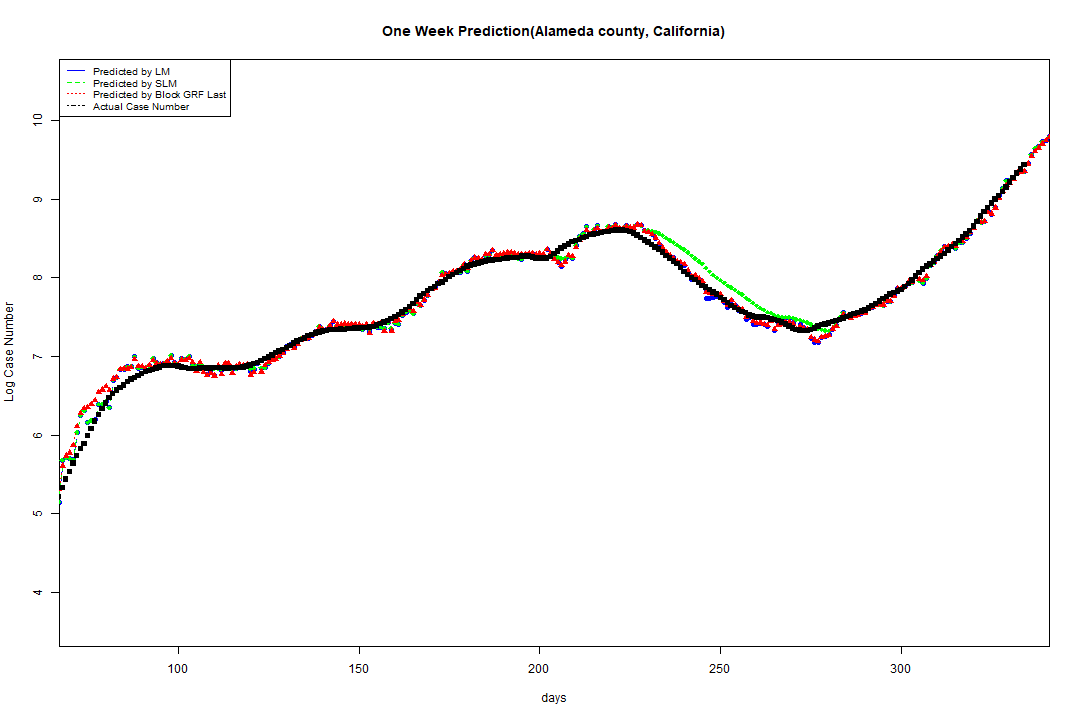 One Week Prediction(Alameda county, California)
Predicted by LM
Predicted by SLM
Predicted by Block GRF Last
Actual Case Number
10
9
8
7
6
5
4
Log Case Number
100 150 200 250 300
days